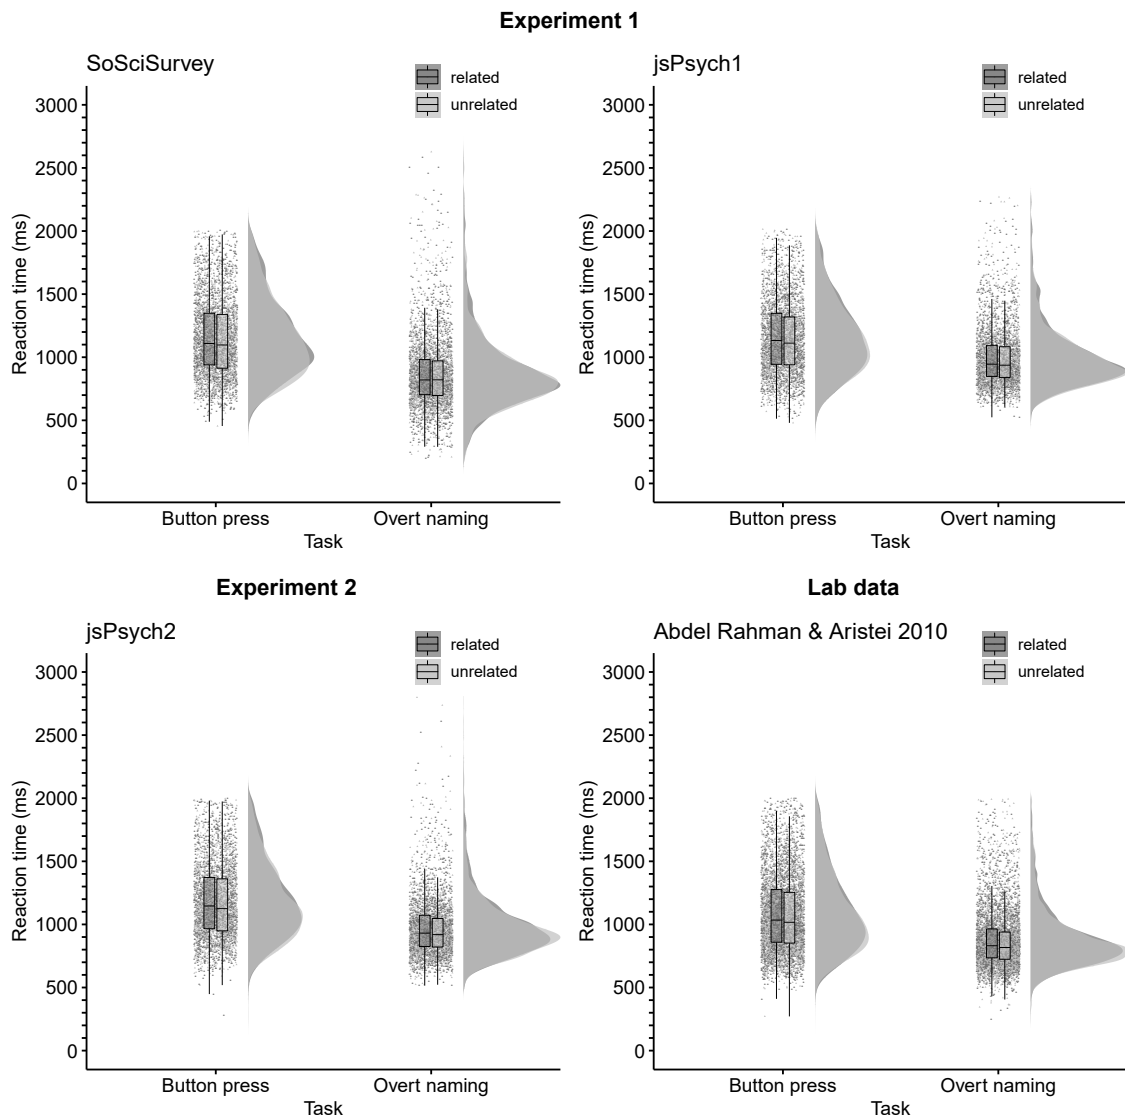 Experiment 1
SoSciSurvey
related
unrelated
3000
2500
2000
1500
1000
500
0
Reaction time (ms)
Button press
Overt naming
Task
jsPsych1
related
unrelated
3000
2500
2000
1500
1000
500
0
Reaction time (ms)
Button press
Overt naming
Task
Experiment 2
jsPsych2
related
unrelated
3000
2500
2000
1500
1000
500
0
Reaction time (ms)
Button press
Overt naming
Task
Lab data
Abdel Rahman & Aristei 2010
related
unrelated
3000
2500
2000
1500
1000
500
0
Reaction time (ms)
Button press
Overt naming
Task